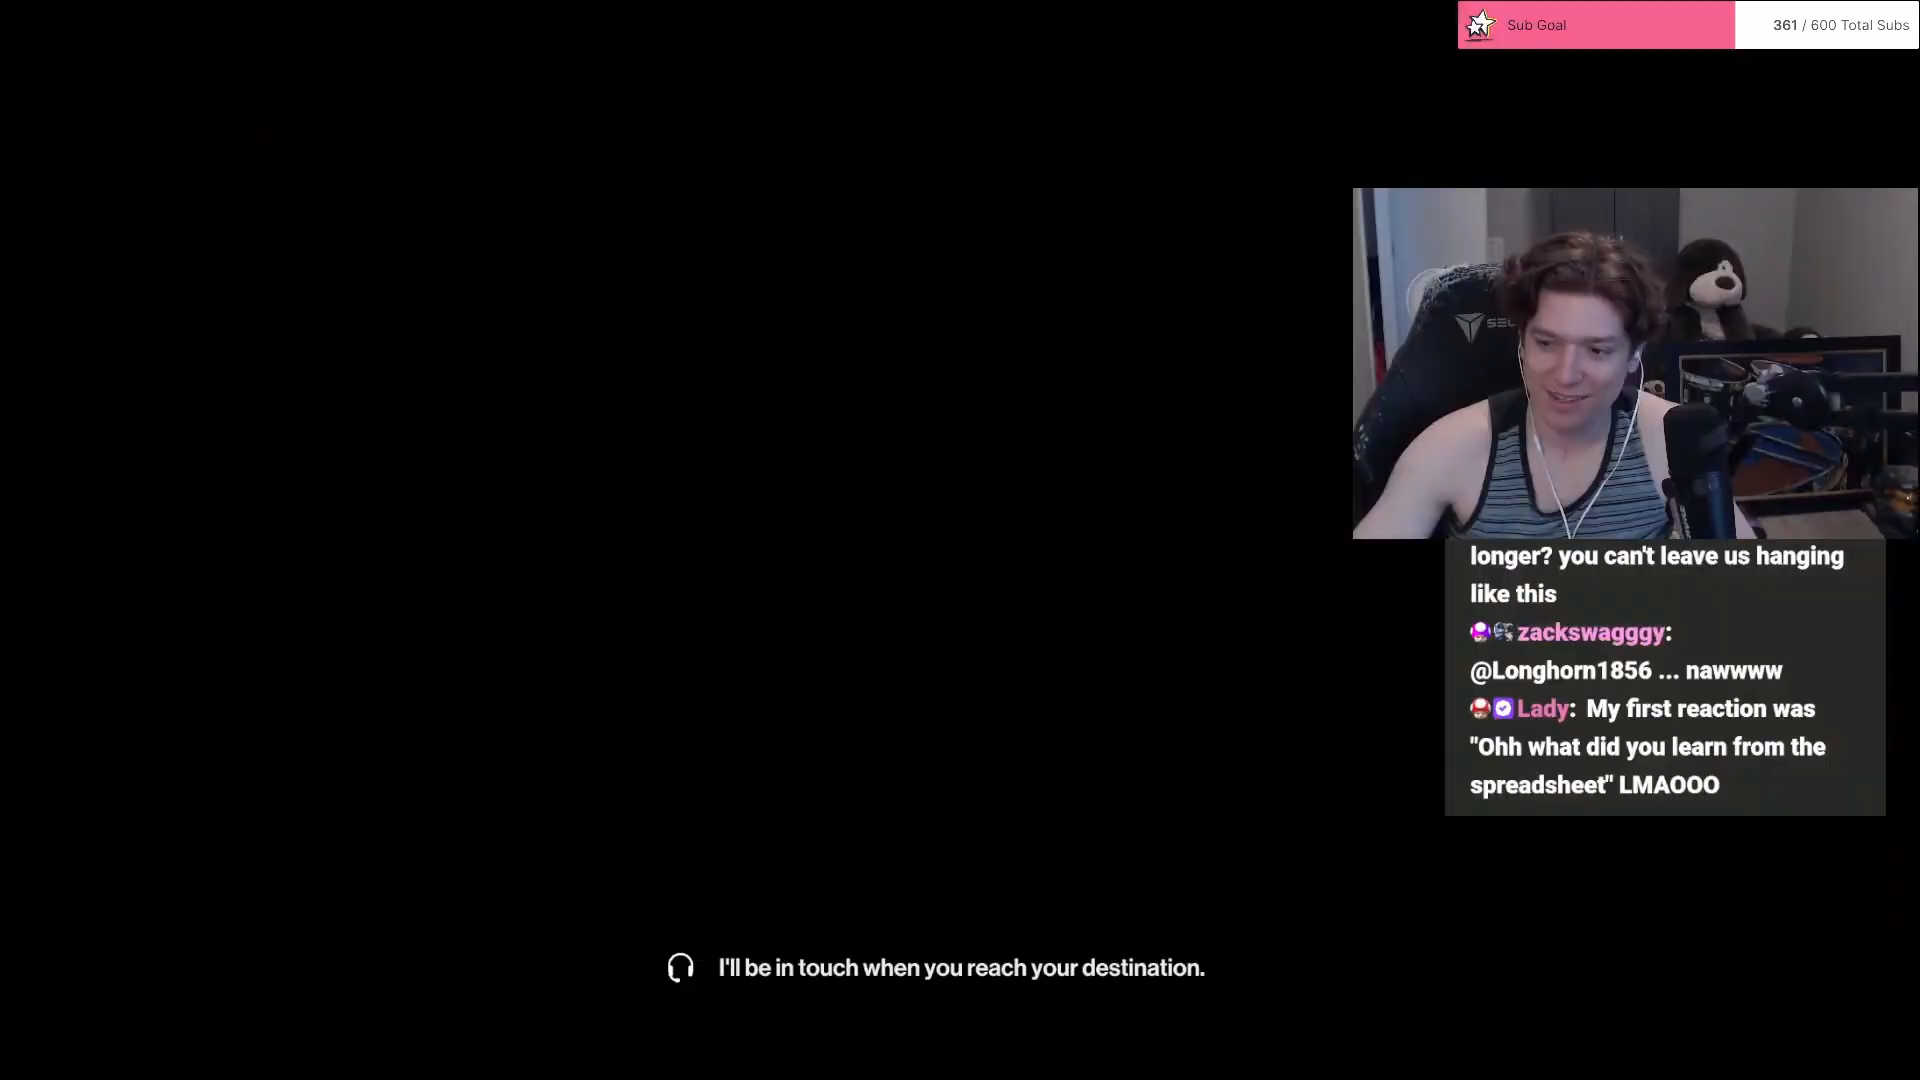 Sub Goal
361 / 600 Total Subs
longer? you can't leave us hanging
like this
zackswagggy:
@Longhorn1856 ... nawwww
Lady: My first reaction was
"Ohh what did you learn from the
spreadsheet" LMAOOO
I'll be in touch when you reach your destination.